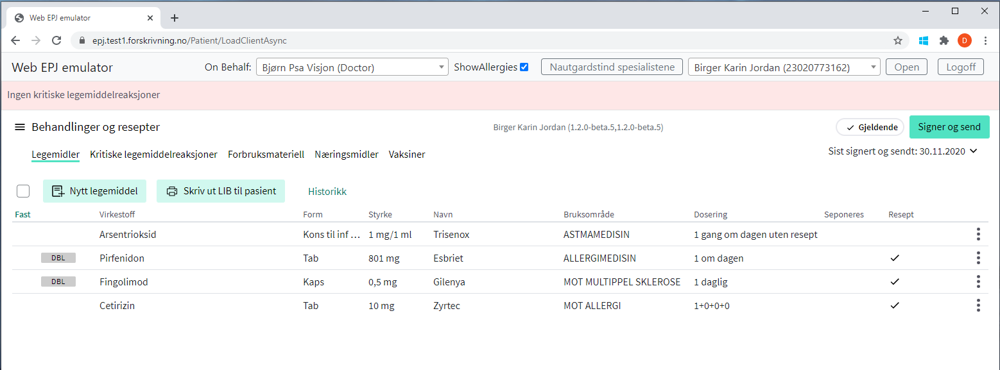 Web EPJ emulator
epj.test1.forskrivning.no/Patient/LoadClientAsync
D
Web EPJ emulator On Behalf: Bjørn Psa Visjon (Doctor) ShowAllergies Nautgardstind spesialistene Birger Karin Jordan (23020773162) Open Logoff
Ingen kritiske legemiddelreaksjoner
Behandlinger og resepter Birger Karin Jordan (1.2.0-beta.5,1.2.0-beta.5) Gjeldende Signer og send
Legemidler Kritiske legemiddelreaksjoner Forbruksmateriell Næringsmidler Vaksiner Sist signert og sendt: 30.11.2020
Nytt legemiddel Skriv ut LIB til pasient Historikk
Fast Virkestoff Form Styrke Navn Bruksområde Dosering Seponeres Resept
Arsentrioksid Kons til inf ... 1 mg/1 ml Trisenox ASTMAMEDISIN 1 gang om dagen uten resept
DBL Pirfenidon Tab 801 mg Esbriet ALLERGIMEDISIN 1 om dagen
DBL Fingolimod Kaps 0,5 mg Gilenya MOT MULTIPPEL SKLEROSE 1 daglig
Cetirizin Tab 10 mg Zyrtec MOT ALLERGI 1+0+0+0